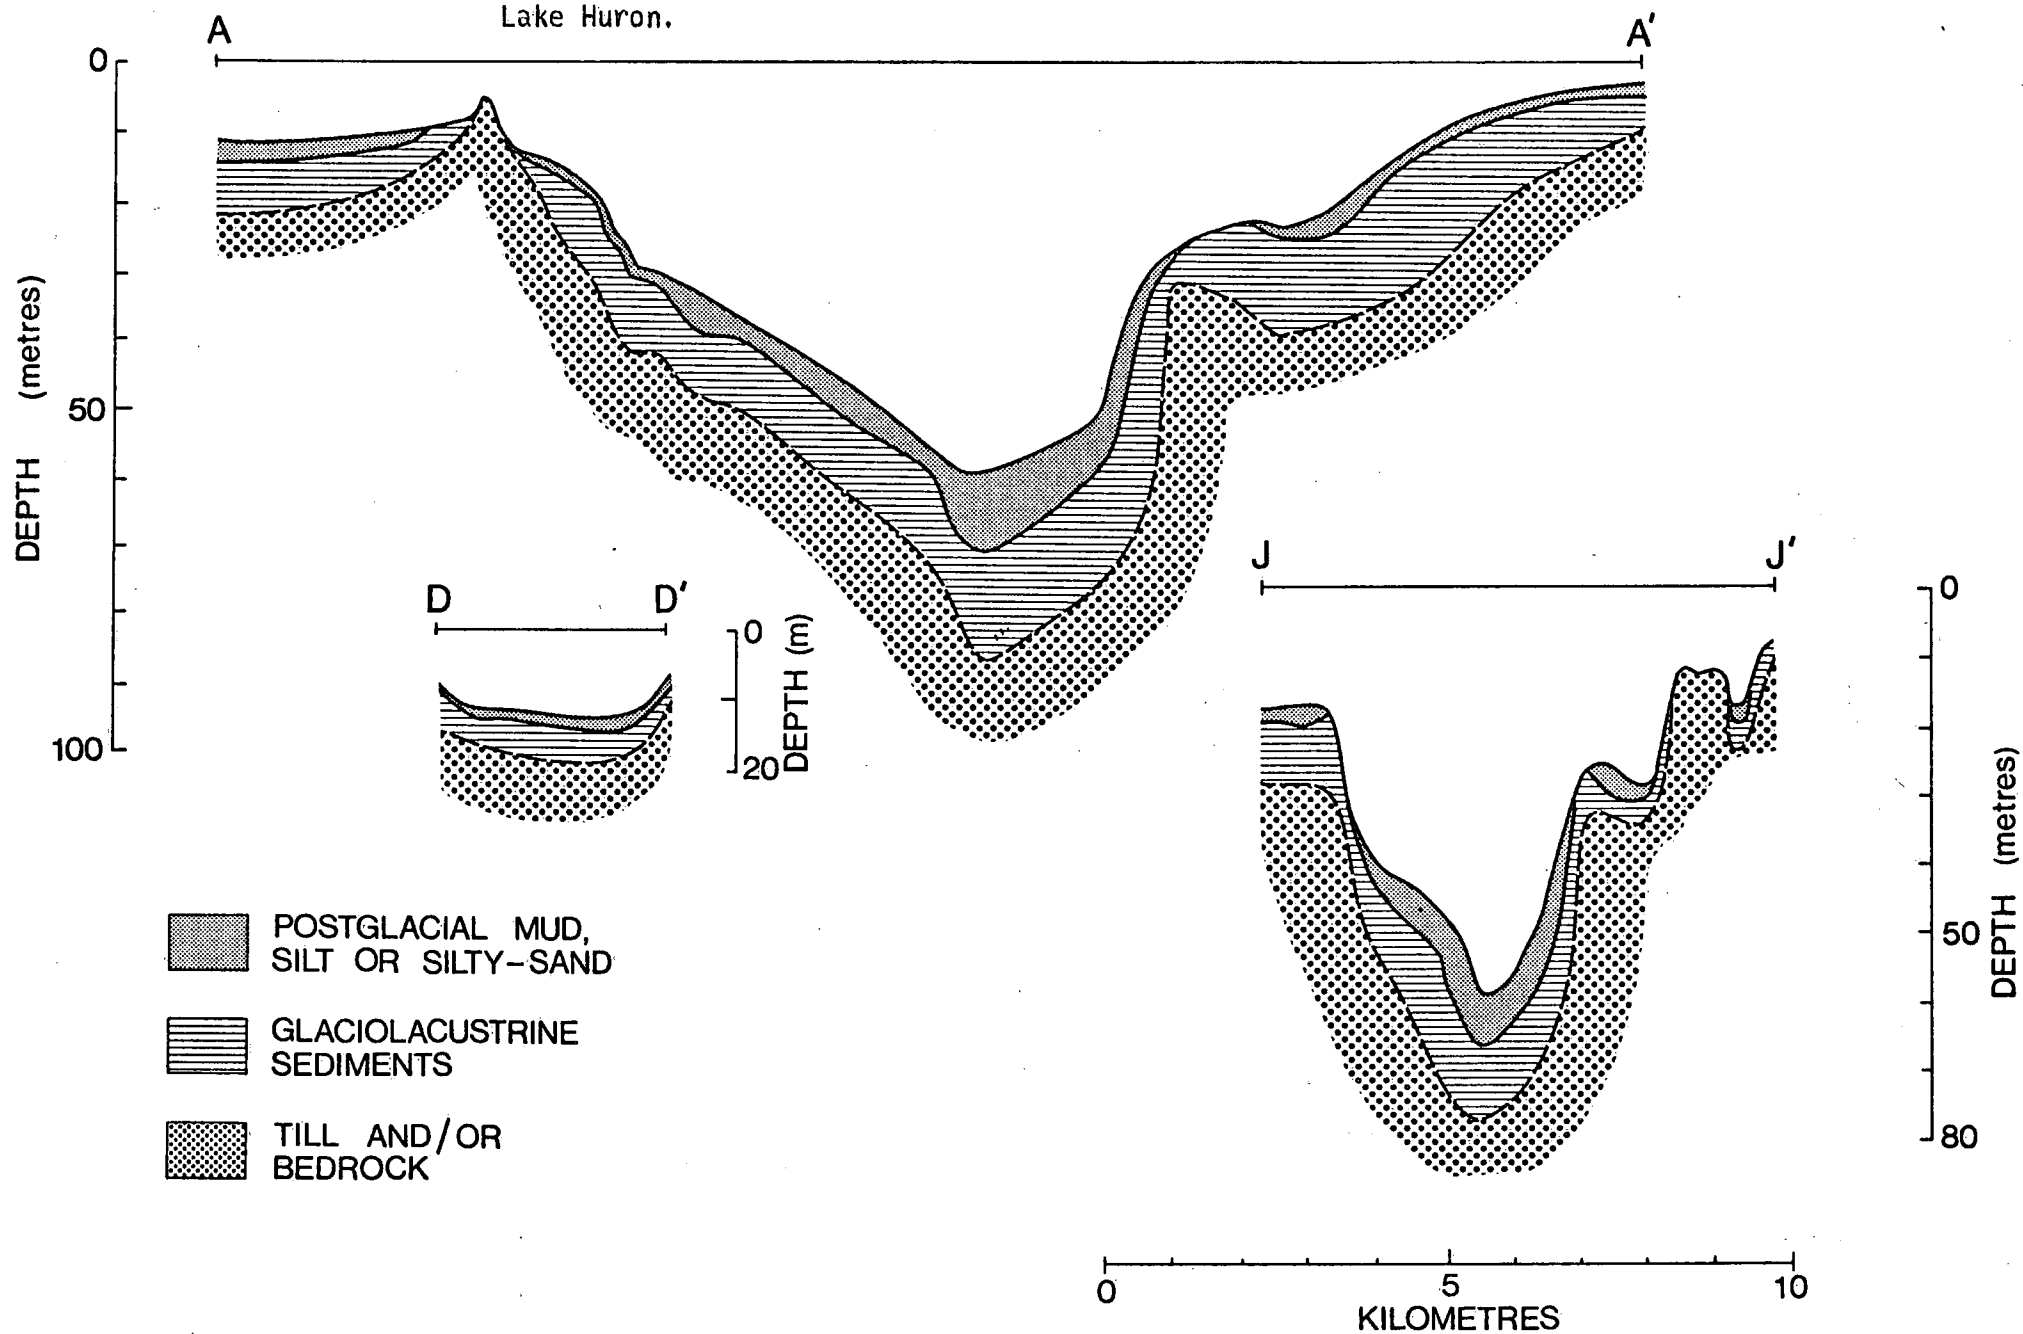 Lake Huron.
A
A'
0
50
100
DEPTH (metres)
D
D'
0
20
DEPTH (m)
J
J'
0
50
80
DEPTH (metres)
POSTGLACIAL MUD,
SILT OR SILTY-SAND
GLACIOLACUSTRINE
SEDIMENTS
TILL AND/OR
BEDROCK
0
5
10
KILOMETRES